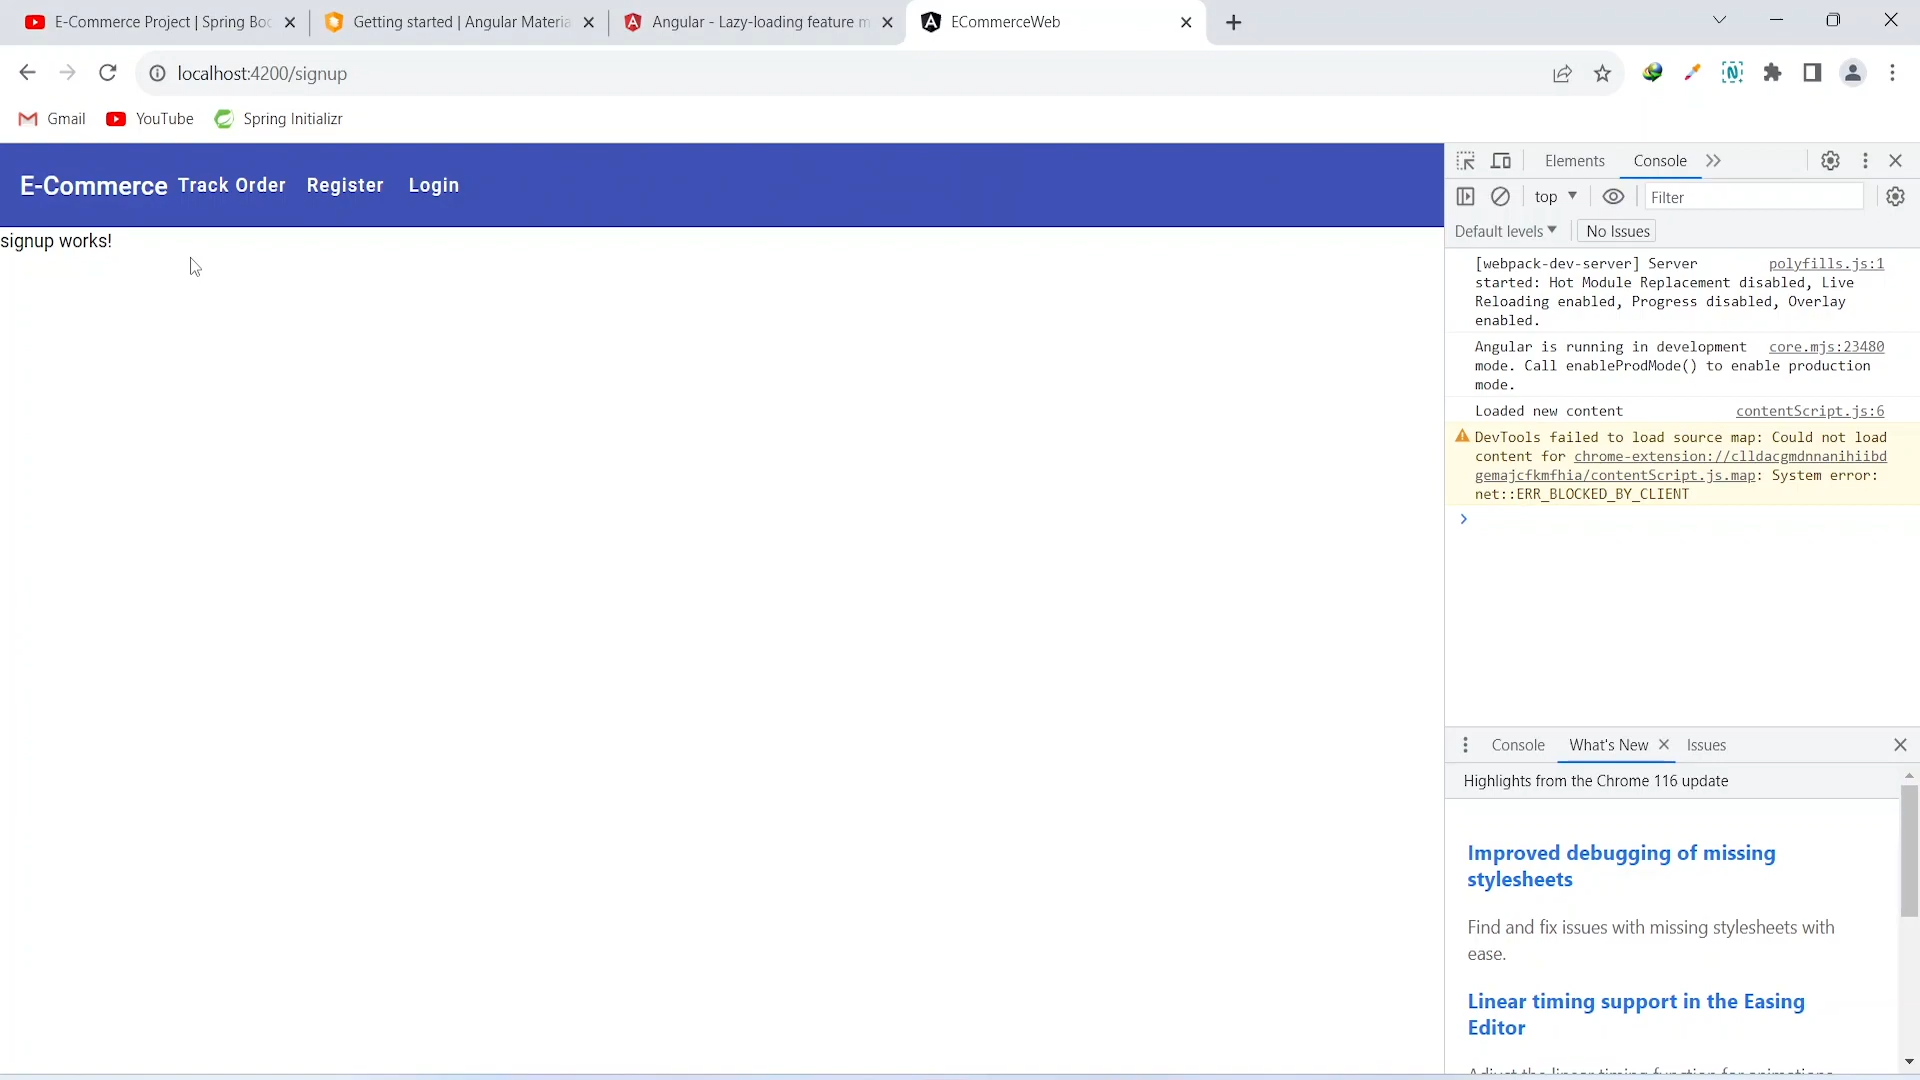 E-Commerce Project | Spring Boo
Getting started | Angular Materia
Angular - Lazy-loading feature m
ECommerceWeb
localhost:4200/signup
Gmail
YouTube
Spring Initializr
E-Commerce Track Order Register Login
signup works!
Elements Console
top
Filter
Default levels
No Issues
[webpack-dev-server] Server polyfills.js:1
started: Hot Module Replacement disabled, Live
Reloading enabled, Progress disabled, Overlay
enabled.
Angular is running in development core.mjs:23480
mode. Call enableProdMode() to enable production
mode.
Loaded new content contentScript.js:6
DevTools failed to load source map: Could not load
content for chrome-extension://clldacgmdnnanihiibd
gemajcfkmfhia/contentScript.js.map: System error:
net::ERR_BLOCKED_BY_CLIENT
Console What's New Issues
Highlights from the Chrome 116 update
Improved debugging of missing
stylesheets
Find and fix issues with missing stylesheets with
ease.
Linear timing support in the Easing
Editor